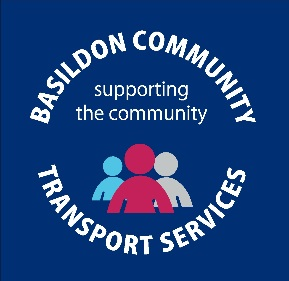 BASILDON COMMUNITY
supporting
the community
TRANSPORT SERVICES